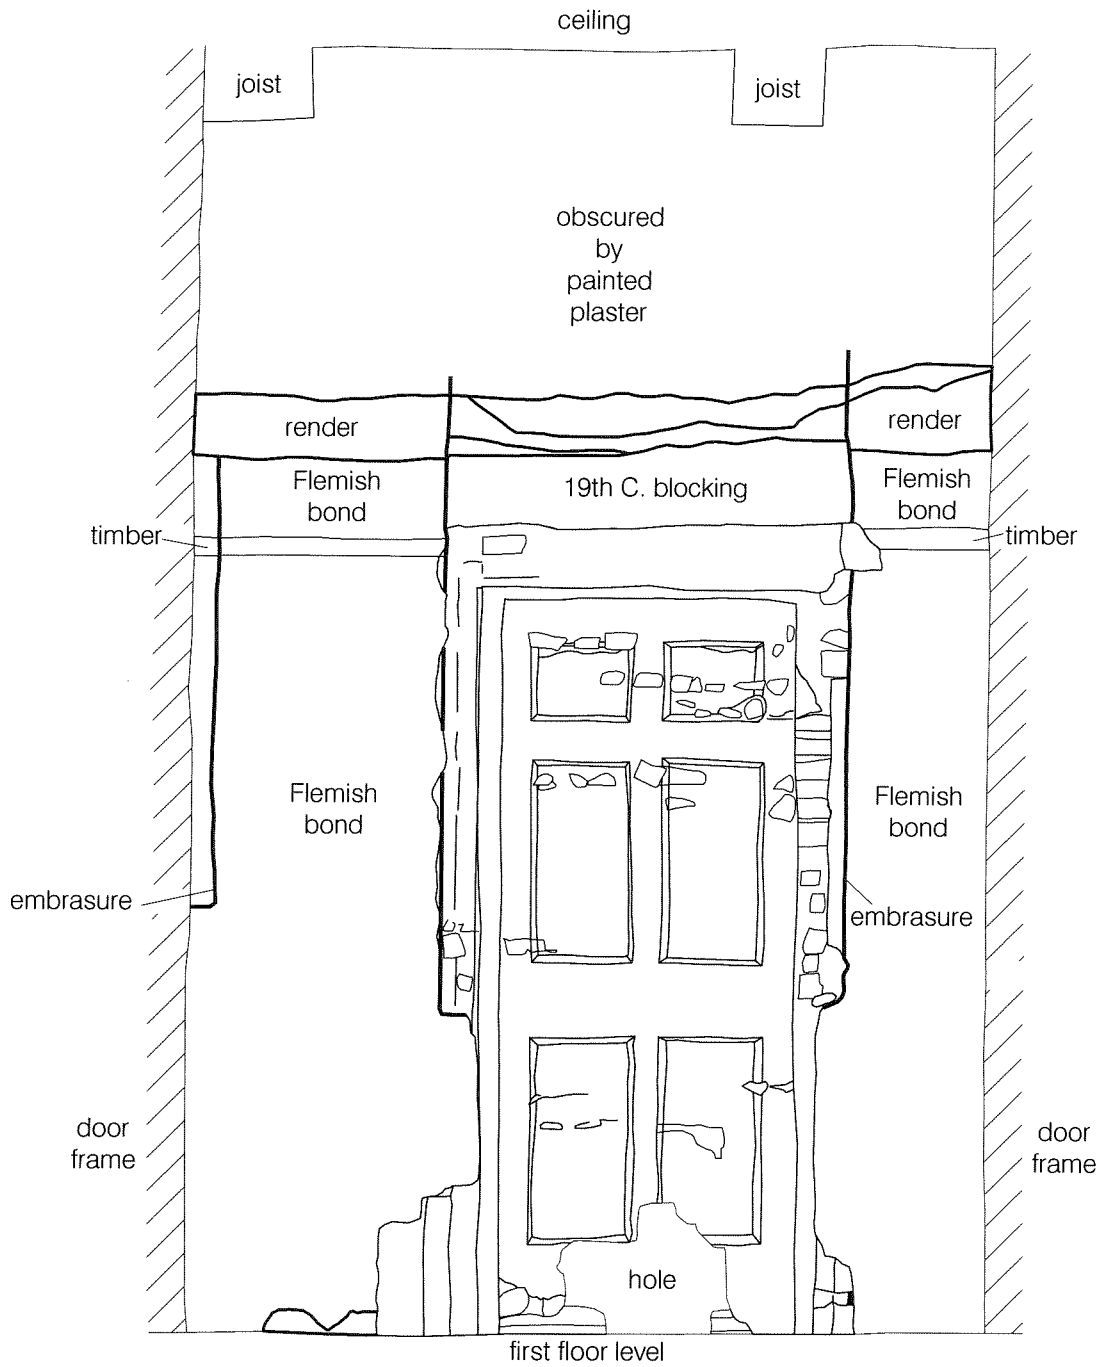 ceiling
joist
joist
obscured
by
painted
plaster
render
render
Flemish
bond
19th C. blocking
Flemish
bond
timber
timber
Flemish
bond
Flemish
bond
embrasure
embrasure
door
frame
door
frame
hole
first floor level